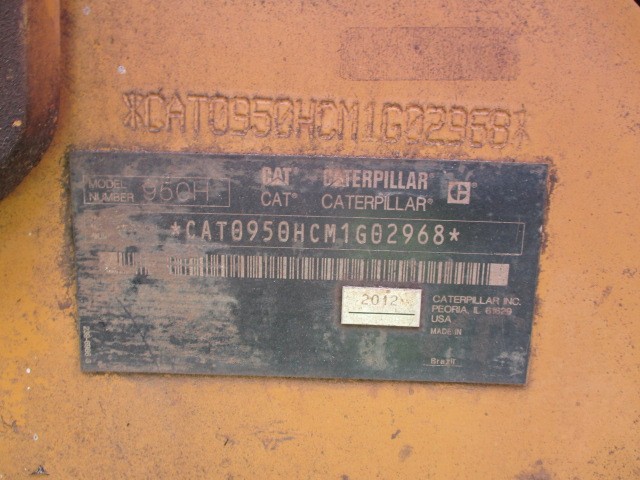 *CAT0950HCM1G02968*
MODEL NUMBER 950H
CAT CATERPILLAR C
CAT CATERPILLAR
*CAT0950HCM1G02968*
2012
CATERPILLAR INC.
PEORIA, IL 61629
USA
MADE IN
Brazil